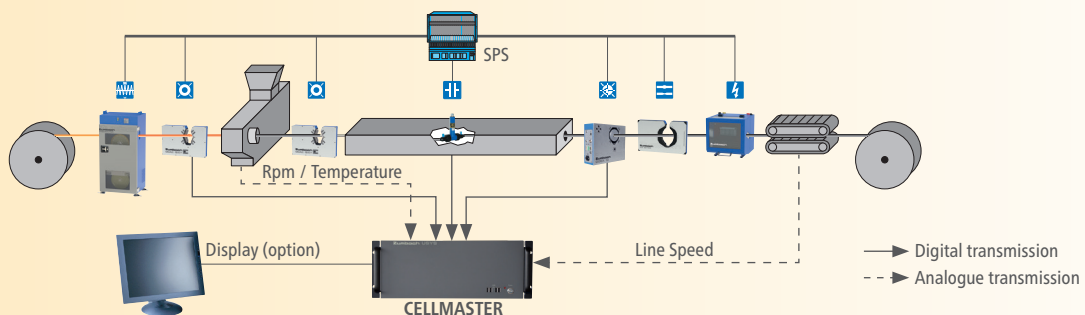 SPS
Rpm / Temperature
Display (option)
Line Speed
Digital transmission
Analogue transmission
CELLMASTER